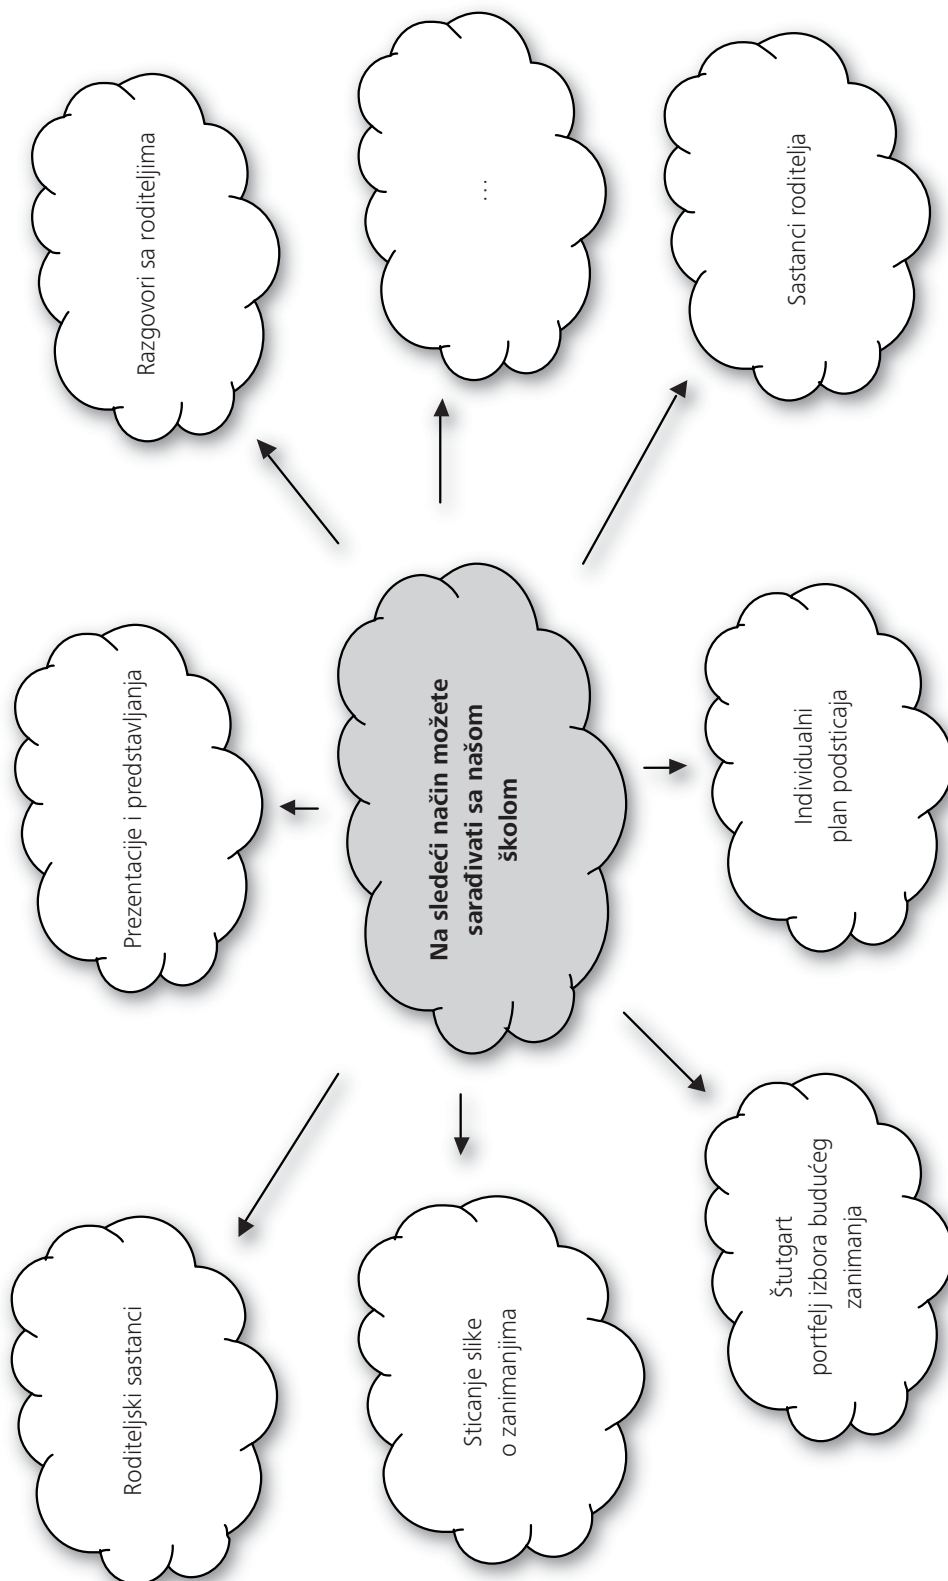 Roditeljski sastanci
Prezentacije i predstavljanja
Razgovori sa roditeljima
Sticanje slike
o zanimanjima
Na sledeći način možete
sarađivati sa našom
školom
...
Štutgart
portfelj izbora budućeg
zanimanja
Individualni
plan podsticaja
Sastanci roditelja